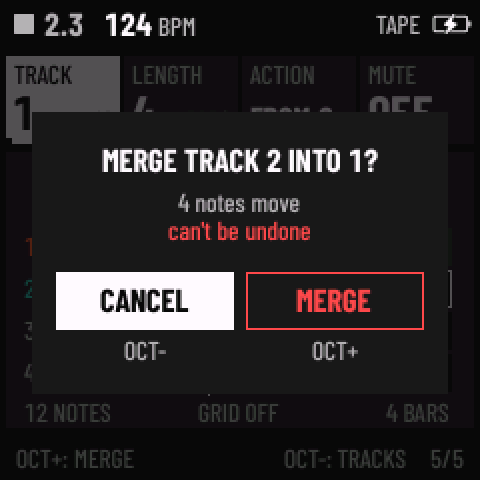 2.3 124 BPM TAPE
TRACK LENGTH ACTION MUTE
1
MERGE TRACK 2 INTO 1?
4 notes move
can't be undone
CANCEL MERGE
OCT- OCT+
12 NOTES GRID OFF 4 BARS
OCT+: MERGE OCT-: TRACKS 5/5